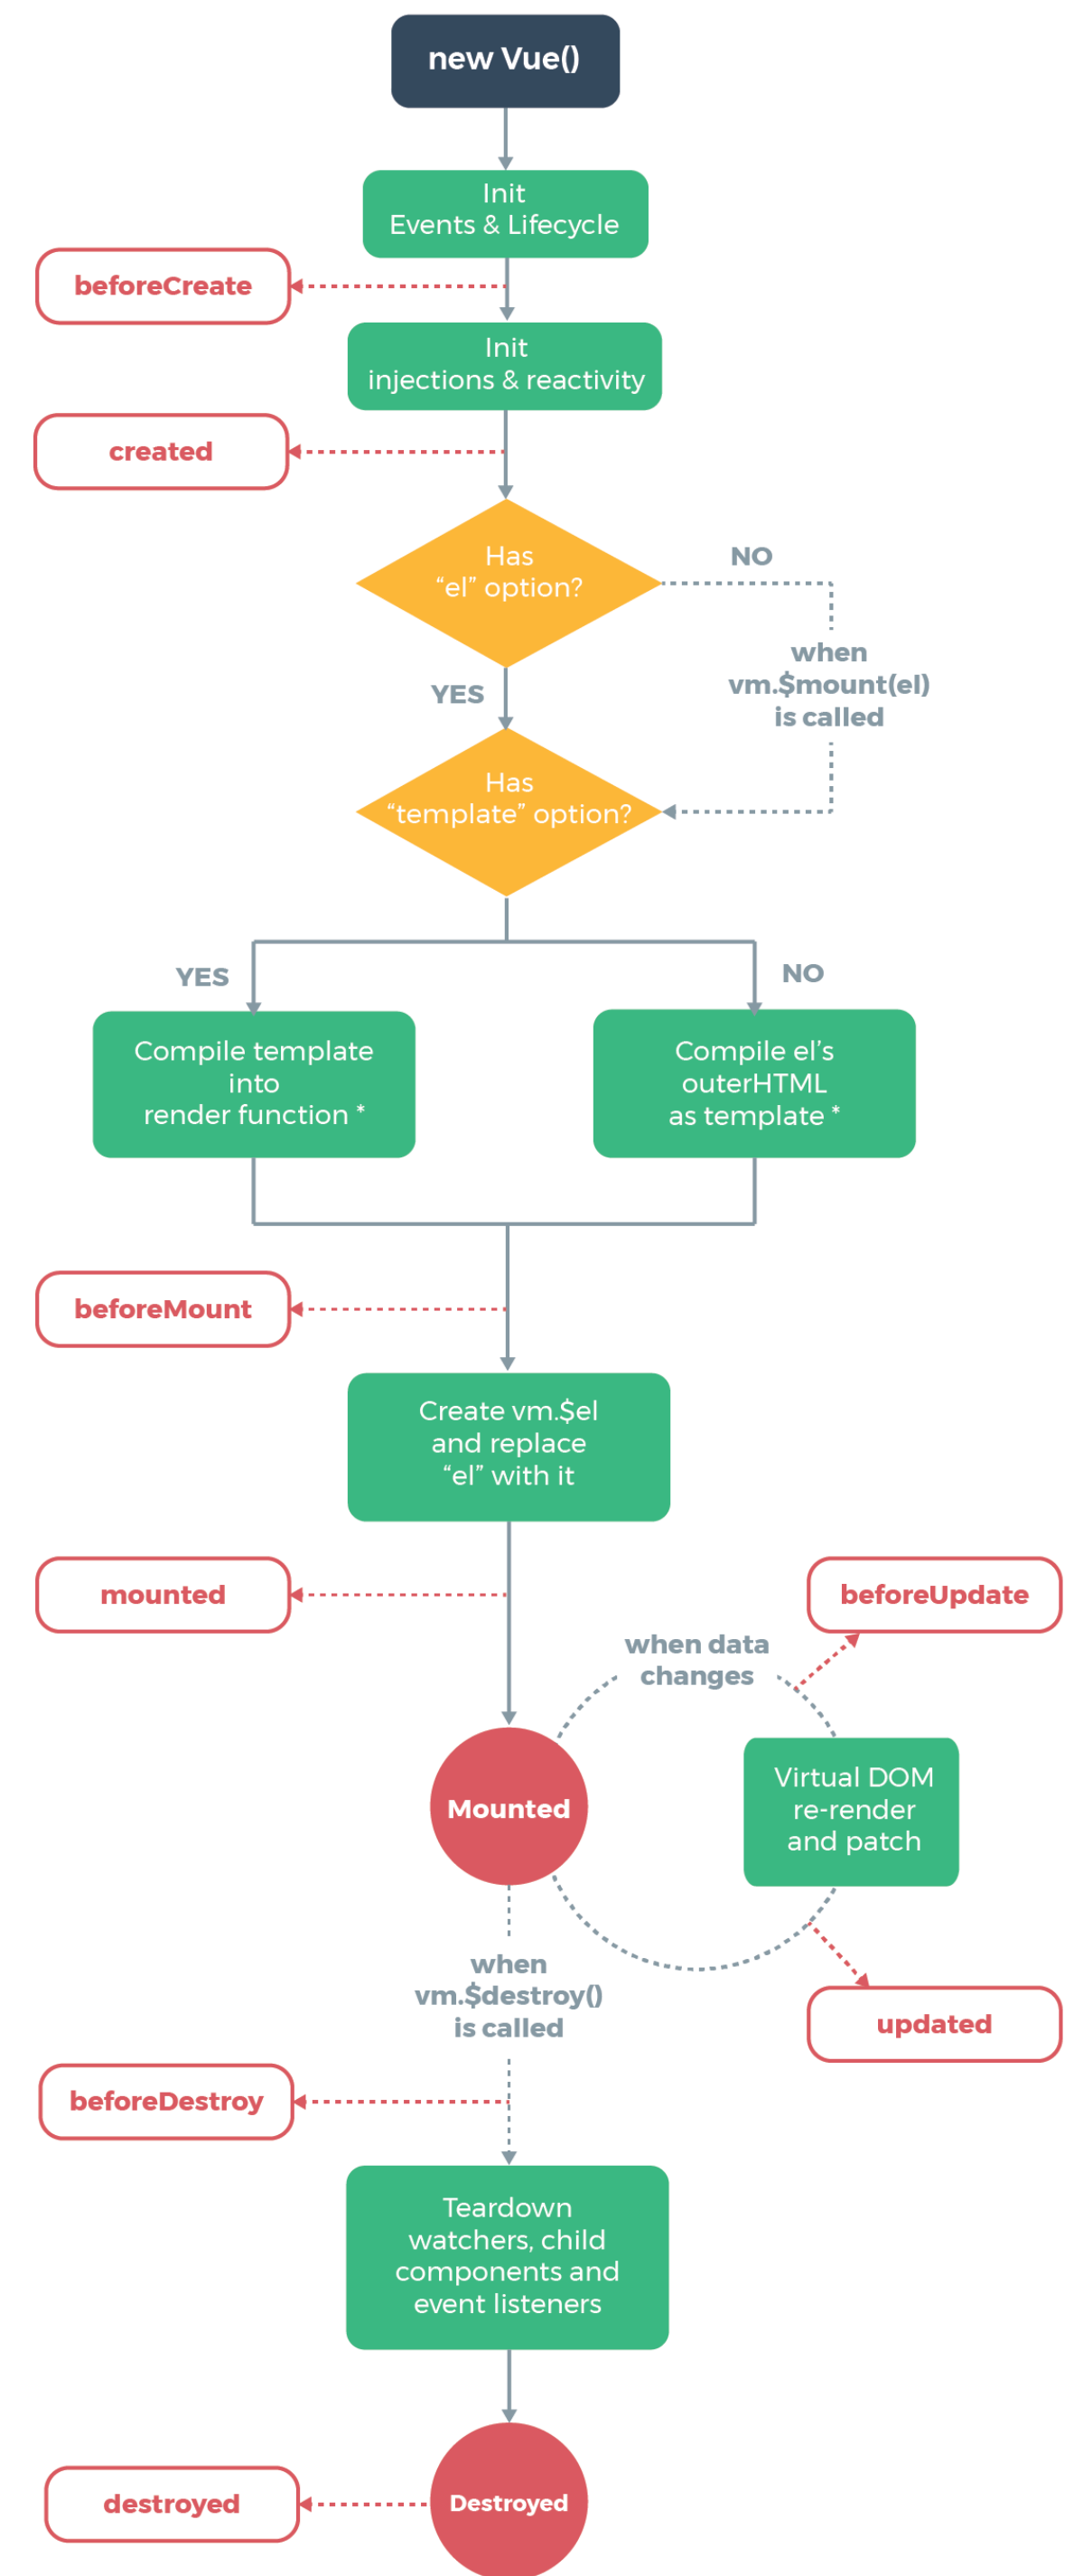 new Vue()
Init
Events & Lifecycle
beforeCreate
Init
injections & reactivity
created
Has
“el” option?
NO
when
vm.$mount(el)
is called
YES
Has
“template” option?
YES
NO
Compile template
into
render function *
Compile el’s
outerHTML
as template *
beforeMount
Create vm.$el
and replace
“el” with it
mounted
beforeUpdate
when data
changes
Mounted
Virtual DOM
re-render
and patch
when
vm.$destroy()
is called
updated
beforeDestroy
Teardown
watchers, child
components and
event listeners
destroyed
Destroyed